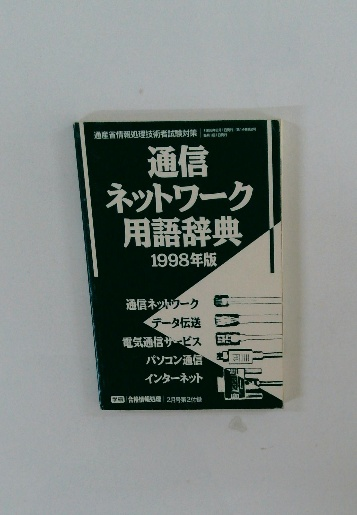 通産省情報処理技術者試験対策
通信
ネットワーク
用語辞典
1998年版
通信ネットワーク
データ伝送
電気通信サービス
パソコン通信
インターネット
学研 合格情報処理 2月号第2付録